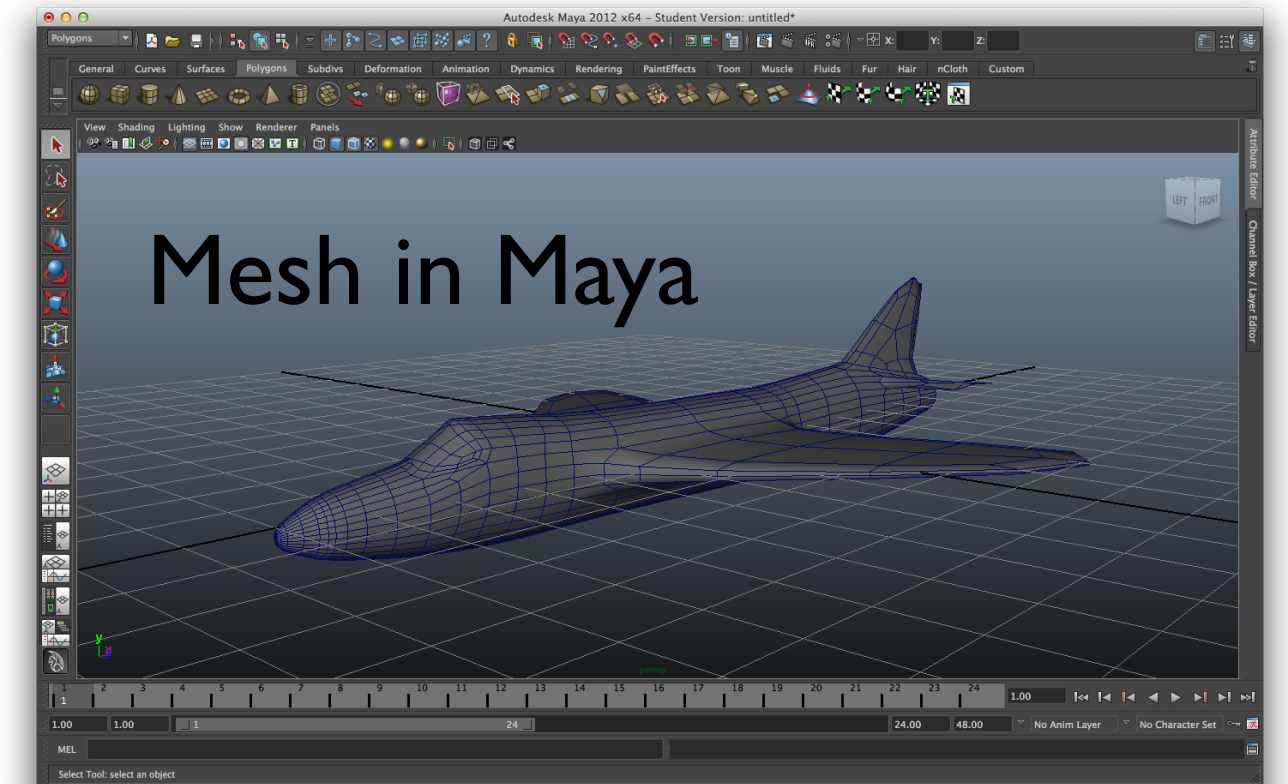 Autodesk Maya 2012 x64 – Student Version: untitled*
Polygons X: Y: Z:
General Curves Surfaces Polygons Subdivs Deformation Animation Dynamics Rendering PaintEffects Toon Muscle Fluids Fur Hair nCloth Custom
View Shading Lighting Show Renderer Panels
Attribute Editor
Channel Box / Layer Editor
LEFT FRONT
Mesh in Maya
y
x
persp
1 2 3 4 5 6 7 8 9 10 11 12 13 14 15 16 17 18 19 20 21 22 23 24
1 1.00
1.00 1.00 1 24 24.00 48.00 No Anim Layer No Character Set
MEL
Select Tool: select an object